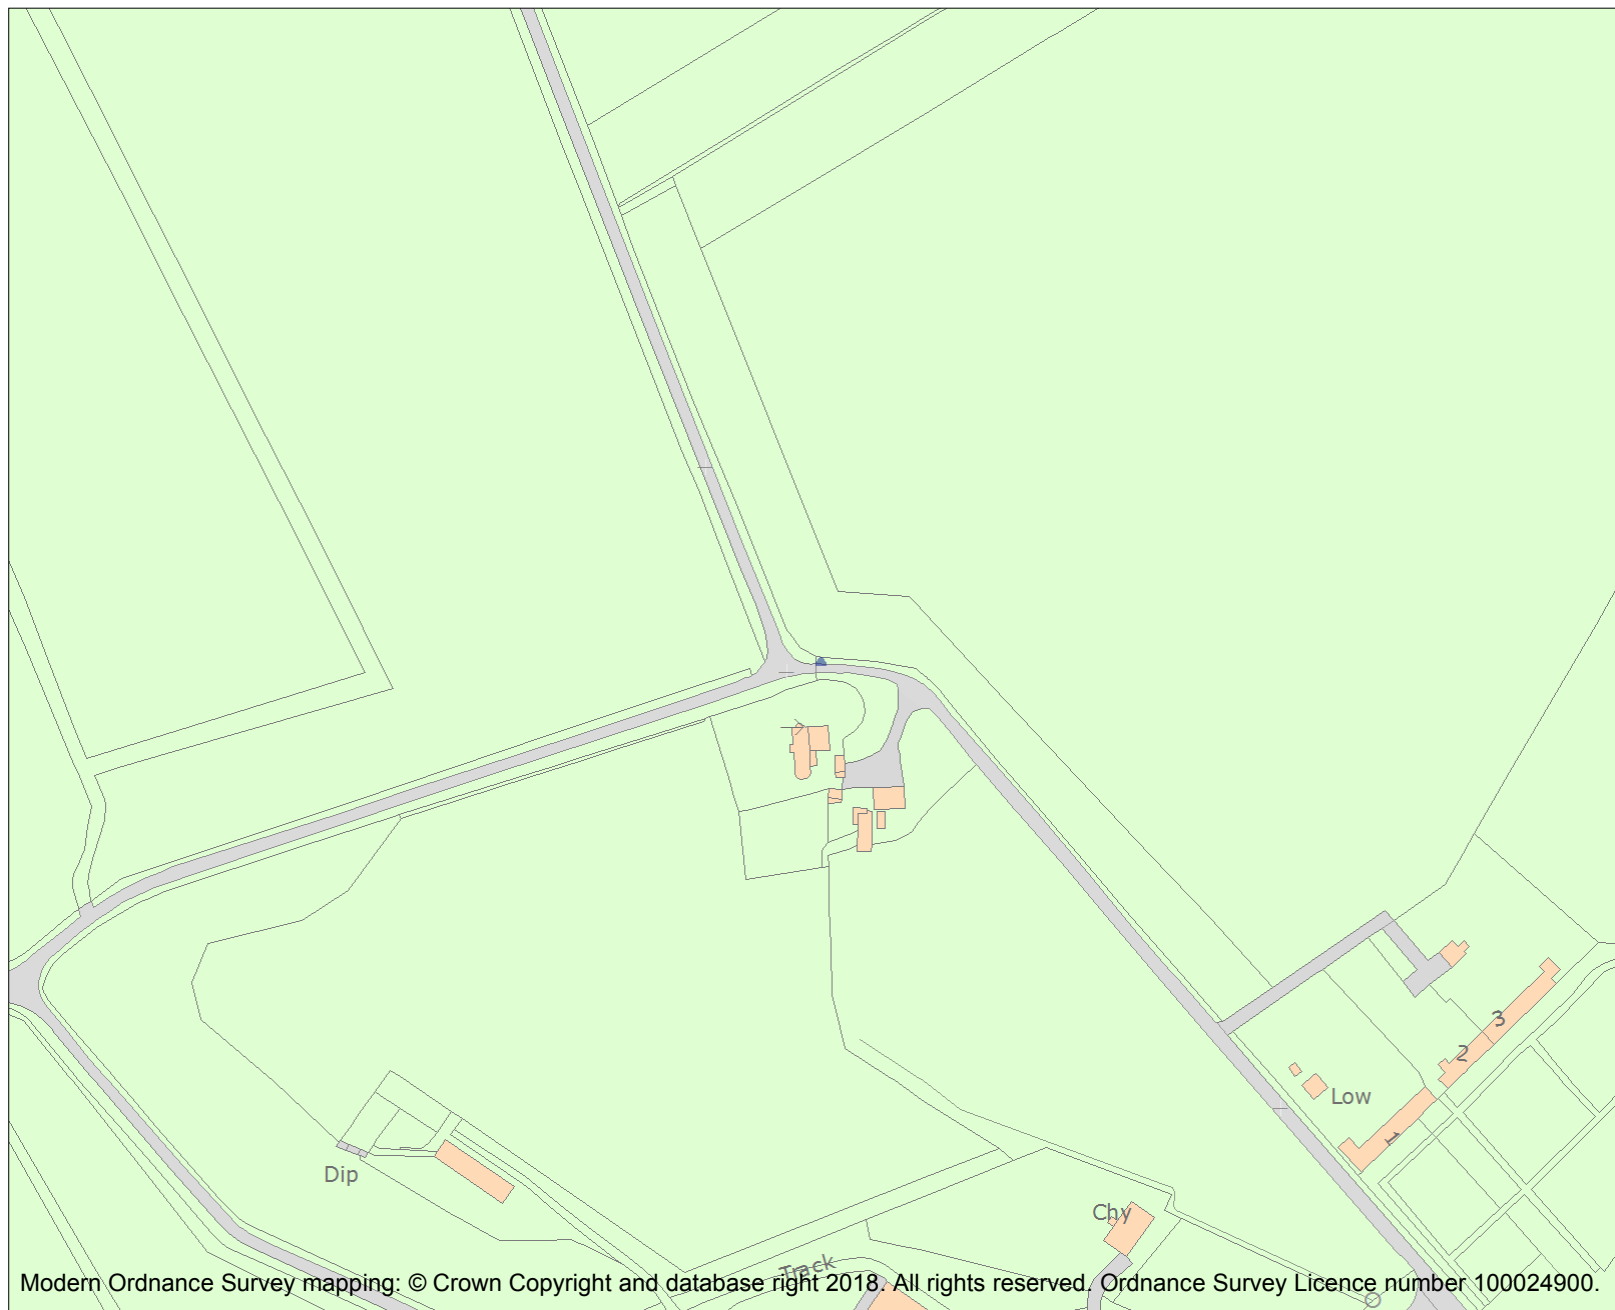 3
2
Low
1
Dip
Chy
Track
Modern Ordnance Survey mapping: © Crown Copyright and database right 2018. All rights reserved. Ordnance Survey Licence number 100024900.